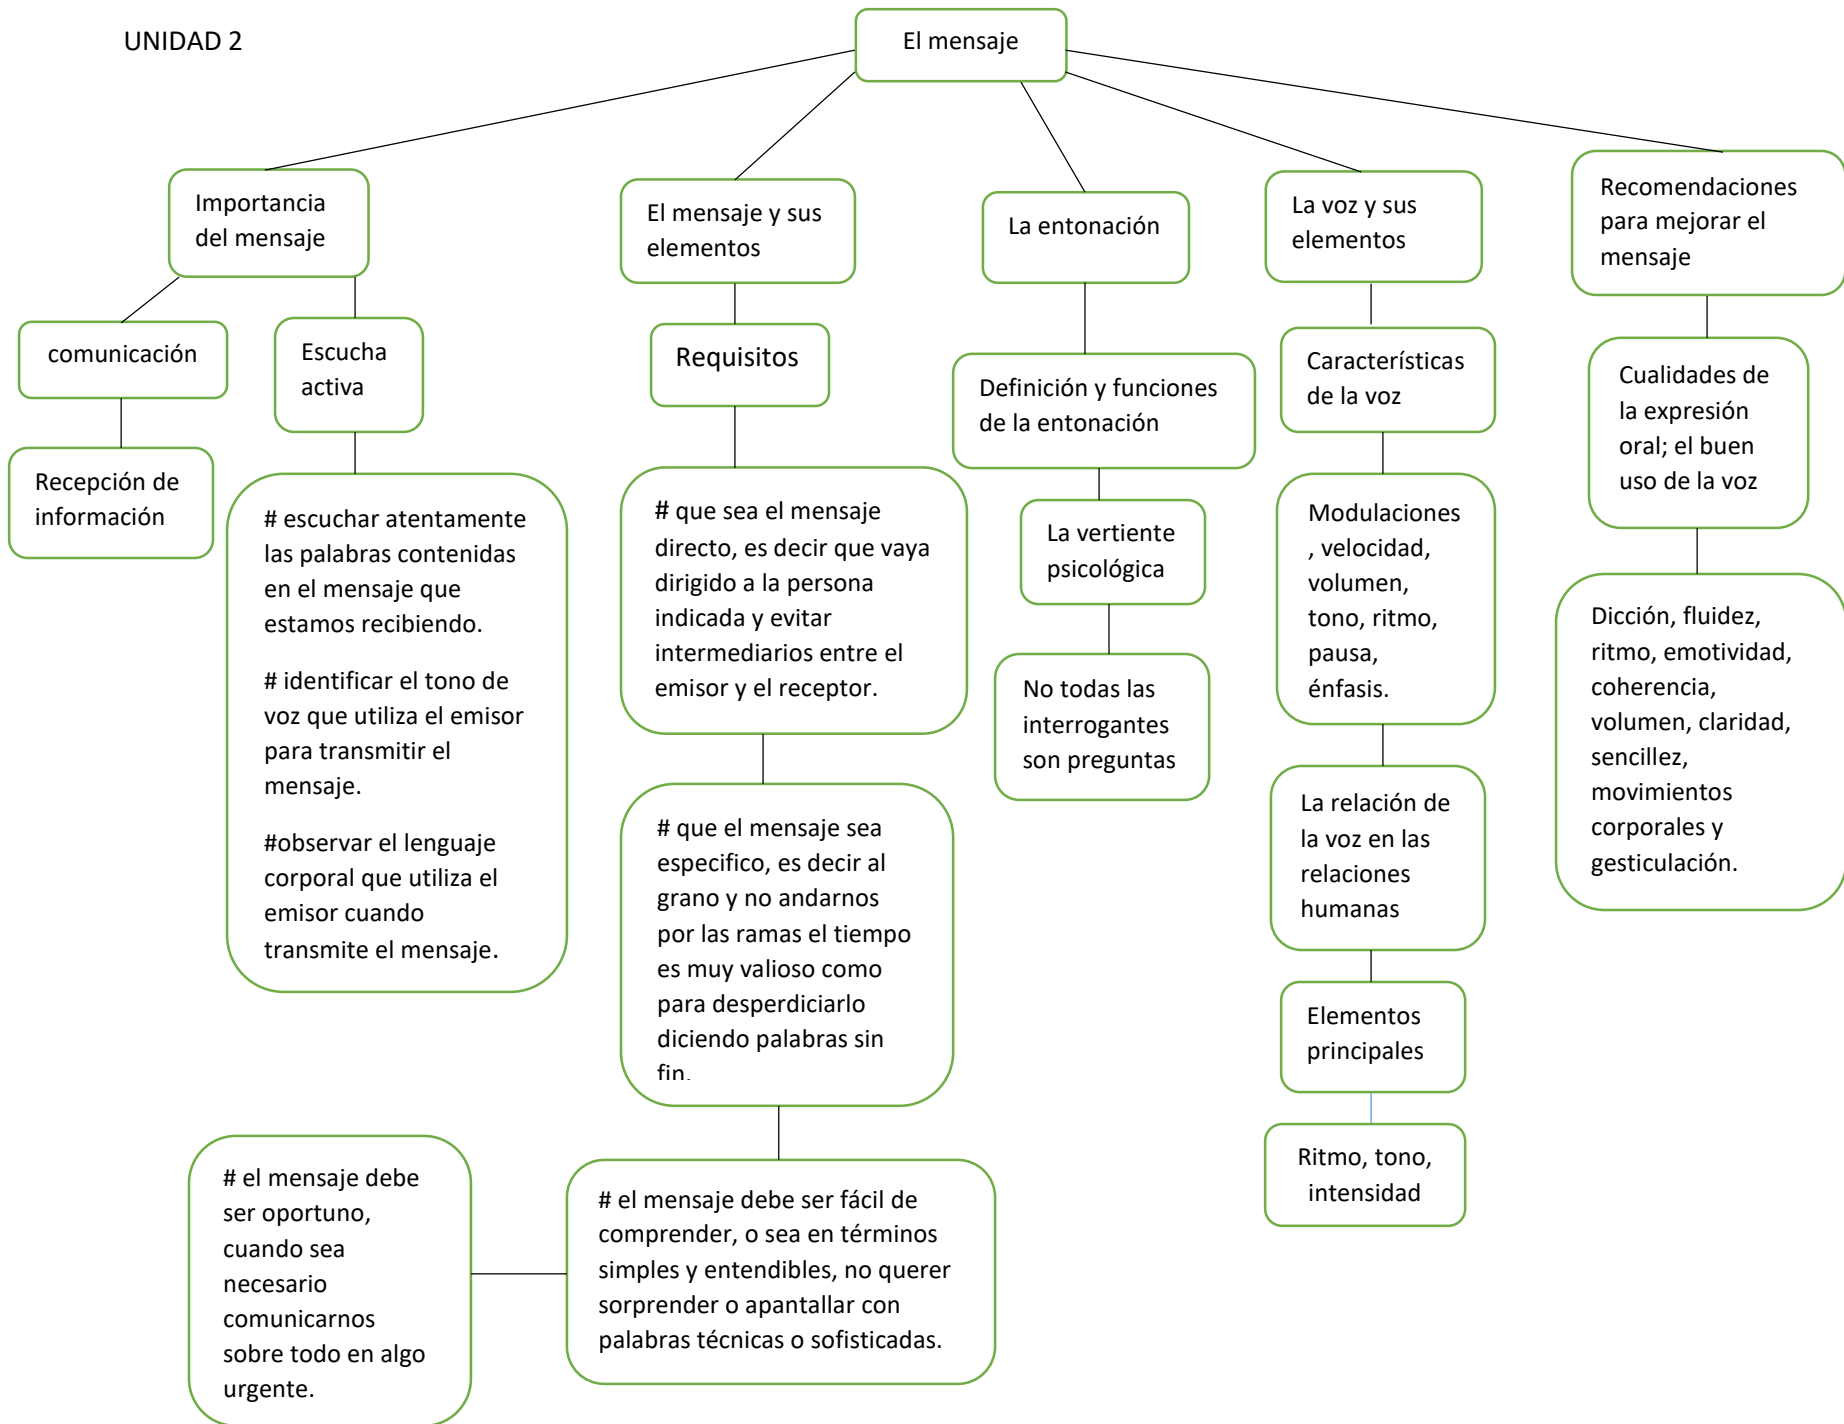 UNIDAD 2
El mensaje
Importancia
del mensaje
El mensaje y sus
elementos
La entonación
La voz y sus
elementos
Recomendaciones
para mejorar el
mensaje
comunicación
Escucha
activa
Requisitos
Definición y funciones
de la entonación
Característícas
de la voz
Cualidades de
la expresión
oral; el buen
uso de la voz
Recepción de
información
# escuchar atentamente
las palabras contenidas
en el mensaje que
estamos recibiendo.
# identificar el tono de
voz que utiliza el emisor
para transmitir el
mensaje.
#observar el lenguaje
corporal que utiliza el
emisor cuando
transmite el mensaje.
# que sea el mensaje
directo, es decir que vaya
dirigido a la persona
indicada y evitar
intermediarios entre el
emisor y el receptor.
La vertiente
psicológica
Modulaciones
, velocidad,
volumen,
tono, ritmo,
pausa,
énfasis.
Dicción, fluidez,
ritmo, emotividad,
coherencia,
volumen, claridad,
sencillez,
movimientos
corporales y
gesticulación.
No todas las
interrogantes
son preguntas
# que el mensaje sea
especifico, es decir al
grano y no andarnos
por las ramas el tiempo
es muy valioso como
para desperdiciarlo
diciendo palabras sin
fin.
La relación de
la voz en las
relaciones
humanas
Elementos
principales
Ritmo, tono,
intensidad
# el mensaje debe
ser oportuno,
cuando sea
necesario
comunicarnos
sobre todo en algo
urgente.
# el mensaje debe ser fácil de
comprender, o sea en términos
simples y entendibles, no querer
sorprender o apantallar con
palabras técnicas o sofisticadas.